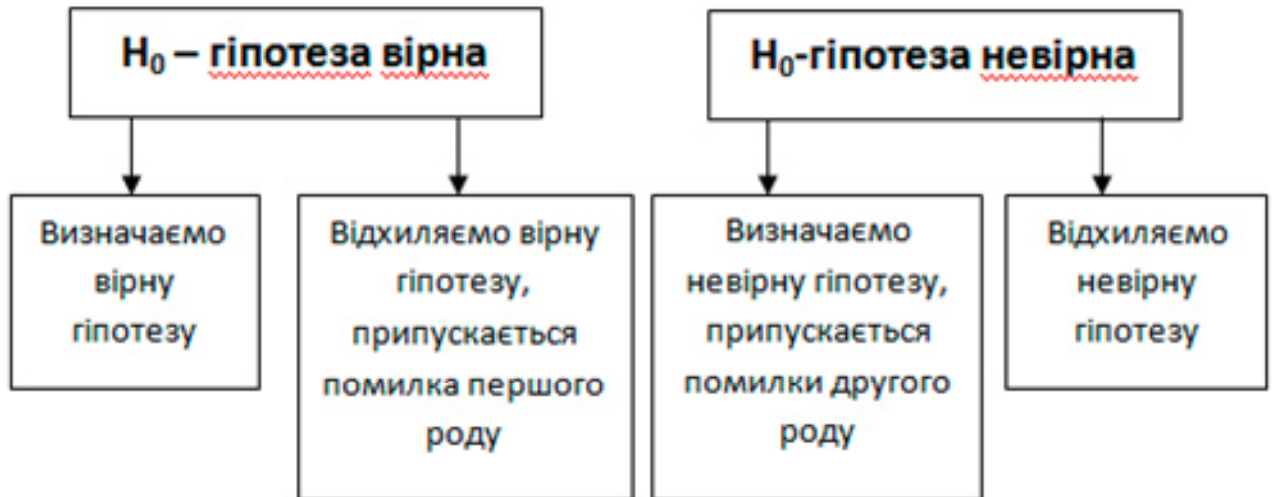 H₀ – гіпотеза вірна
H₀-гіпотеза невірна
Визначаємо
вірну
гіпотезу
Відхиляємо вірну
гіпотезу,
припускається
помилка першого
роду
Визначаємо
невірну гіпотезу,
припускається
помилки другого
роду
Відхиляємо
невірну
гіпотезу